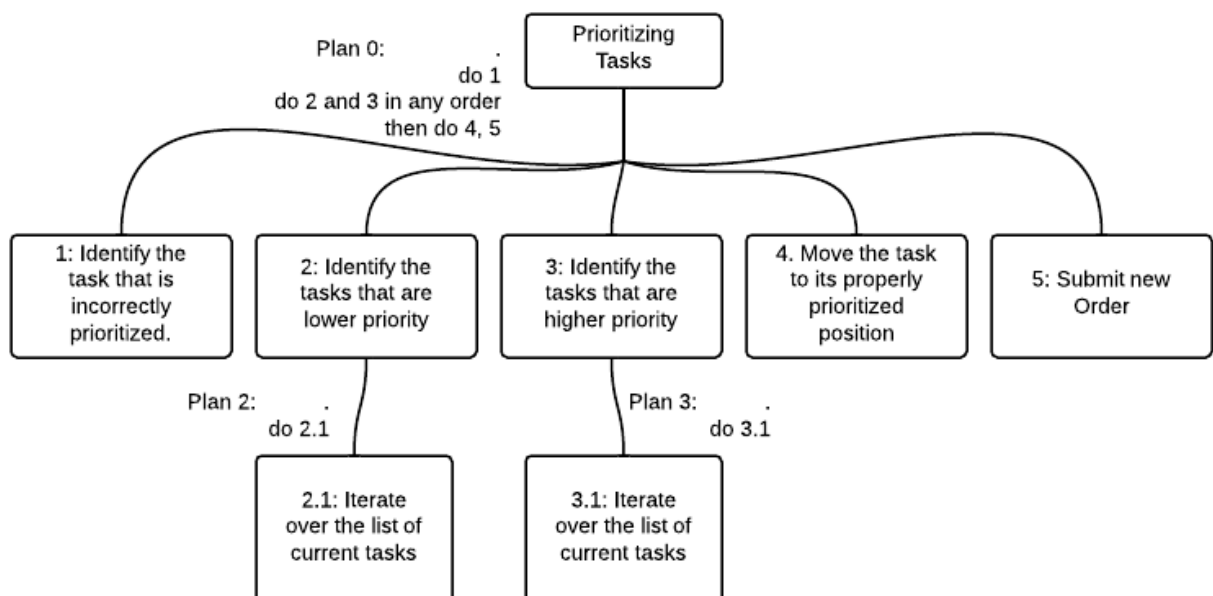 Prioritizing
Tasks
Plan 0: .
do 1
do 2 and 3 in any order
then do 4, 5
1: Identify the
task that is
incorrectly
prioritized.
2: Identify the
tasks that are
lower priority
3: Identify the
tasks that are
higher priority
4. Move the task
to its properly
prioritized
position
5: Submit new
Order
Plan 2: .
do 2.1
Plan 3: .
do 3.1
2.1: Iterate
over the list of
current tasks
3.1: Iterate
over the list of
current tasks